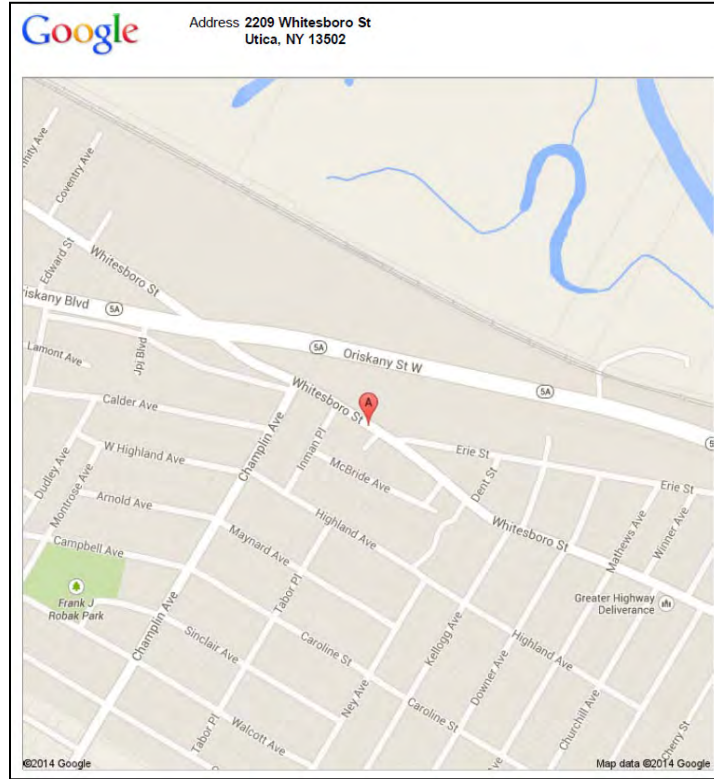 Google
Address 2209 Whitesboro St
Utica, NY 13502
Coventry Ave
Edward St
Whitesboro St
5A
Oriskany St W
5A
5A
Jpj Blvd
Lamont Ave
Calder Ave
Whitesboro St
A
Champlin Ave
Inman Pl
W Highland Ave
McBride Ave
Erie St
Dent St
Erie St
Dudley Ave
Montrose Ave
Arnold Ave
Highland Ave
Whitesboro St
Mathews Ave
Winner Ave
Campbell Ave
Maynard Ave
Tabor Pl
Frank J
Robak Park
Greater Highway
Deliverance
Champlin Ave
Sinclair Ave
Caroline St
Kellogg Ave
Highland Ave
Downer Ave
Ney Ave
Caroline St
Tabor Pl
Walcott Ave
Churchill Ave
Cherry St
©2014 Google
Map data ©2014 Google